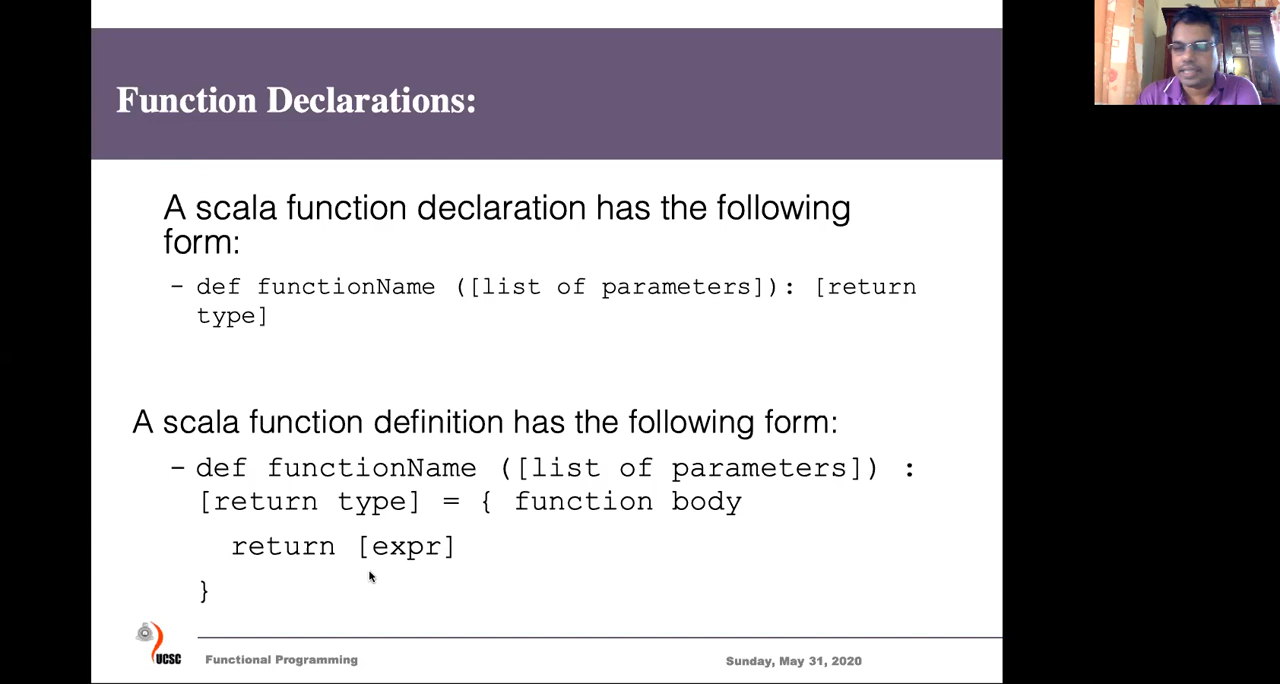 Function Declarations:
A scala function declaration has the following
form:
– def functionName ([list of parameters]): [return
type]
A scala function definition has the following form:
– def functionName ([list of parameters]) :
[return type] = { function body
return [expr]
}
UCSC
Functional Programming
Sunday, May 31, 2020